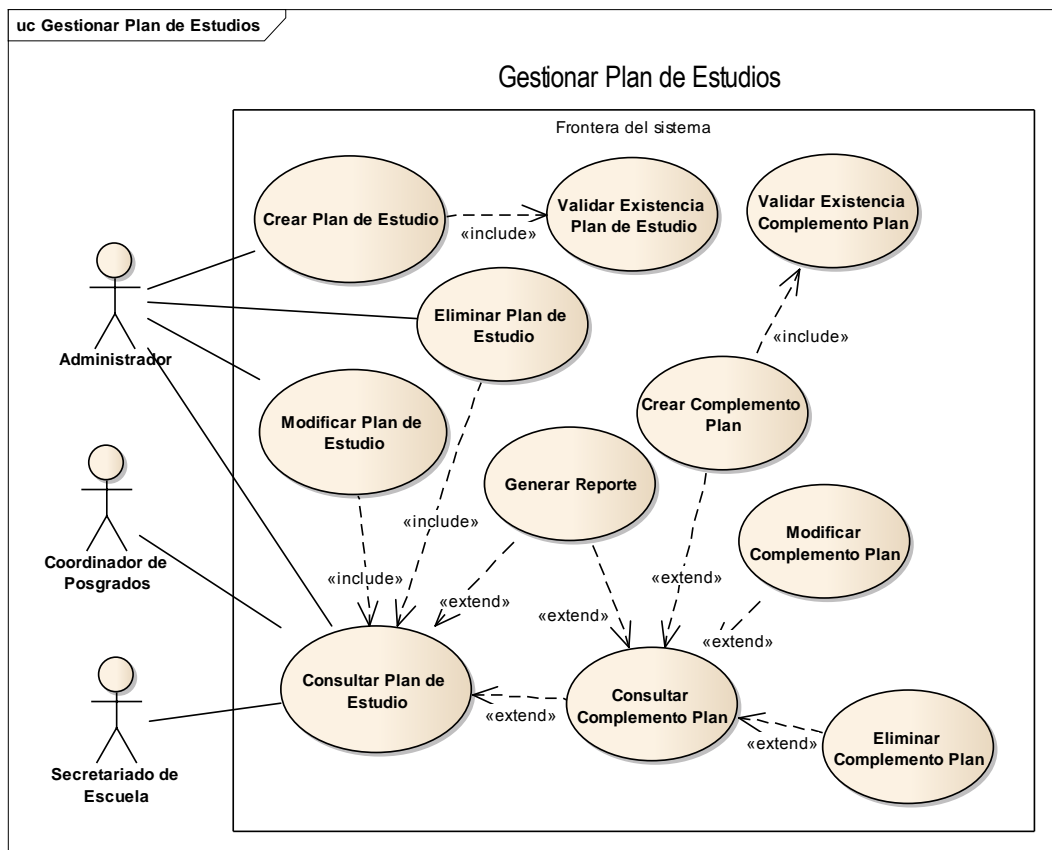 uc Gestionar Plan de Estudios
Gestionar Plan de Estudios
Frontera del sistema
Crear Plan de Estudio
«include»
Validar Existencia
Plan de Estudio
Validar Existencia
Complemento Plan
Administrador
Eliminar Plan de
Estudio
«include»
Modificar Plan de
Estudio
Crear Complemento
Plan
Generar Reporte
«include»
Modificar
Complemento Plan
Coordinador de
Posgrados
«include»
«extend»
«extend»
«extend»
«extend»
Consultar Plan de
Estudio
«extend»
Consultar
Complemento Plan
«extend»
Eliminar
Complemento Plan
Secretariado de
Escuela